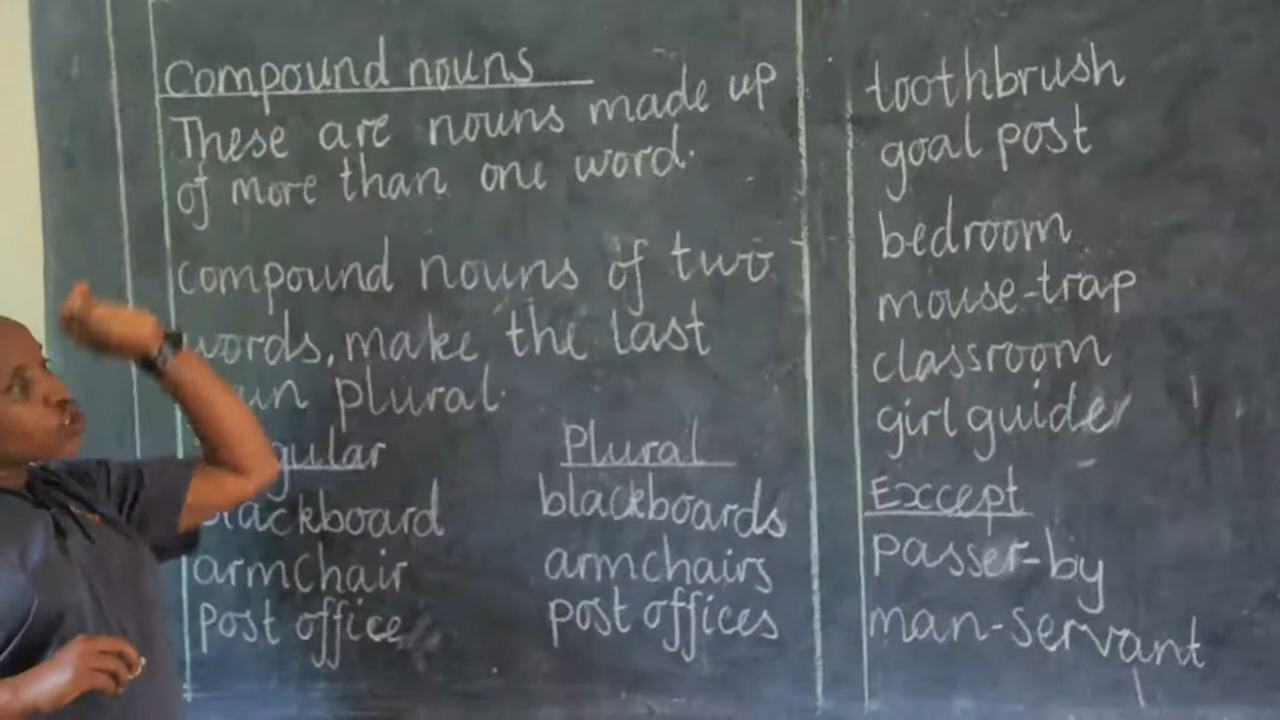 Compound nouns
These are nouns made up
of more than one word.
compound nouns of two
words, make the last
plural.
Plural
blackboard blackboards
armchair armchairs
post office post offices
toothbrush
goal post
bedroom
mouse-trap
classroom
girl guider
Except
passer-by
man-servant